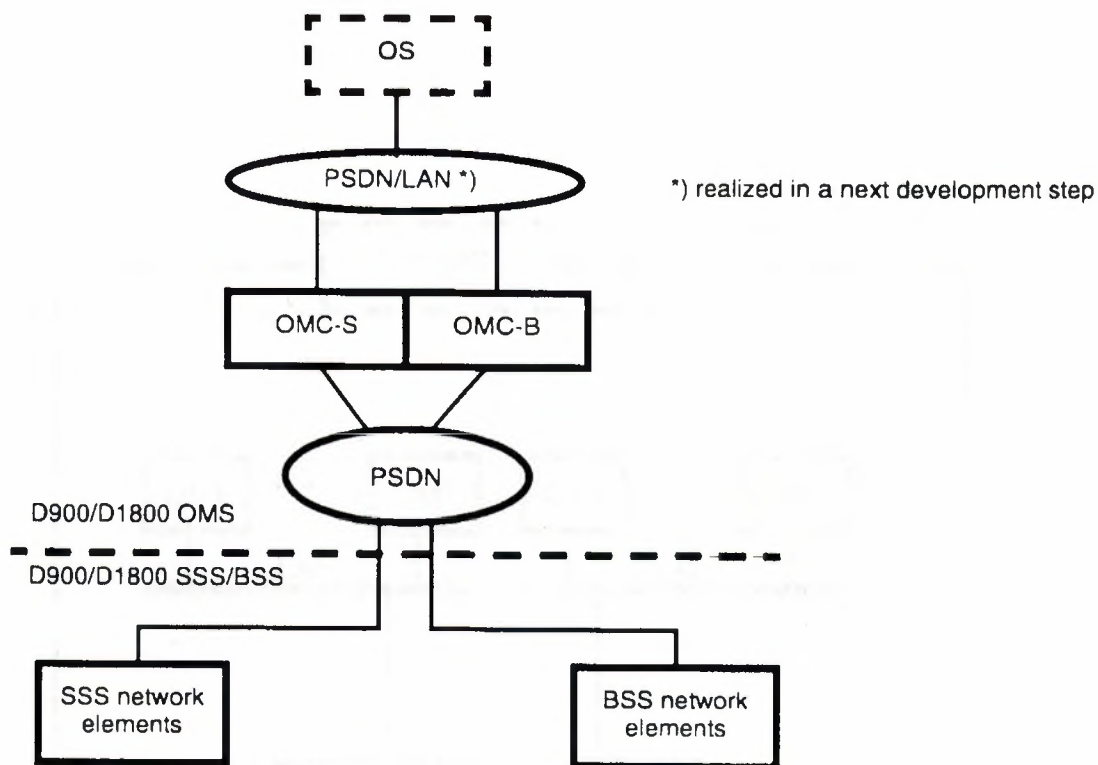 OS
PSDN/LAN *)
*) realized in a next development step
OMC-S
OMC-B
PSDN
D900/D1800 OMS
D900/D1800 SSS/BSS
SSS network
elements
BSS network
elements